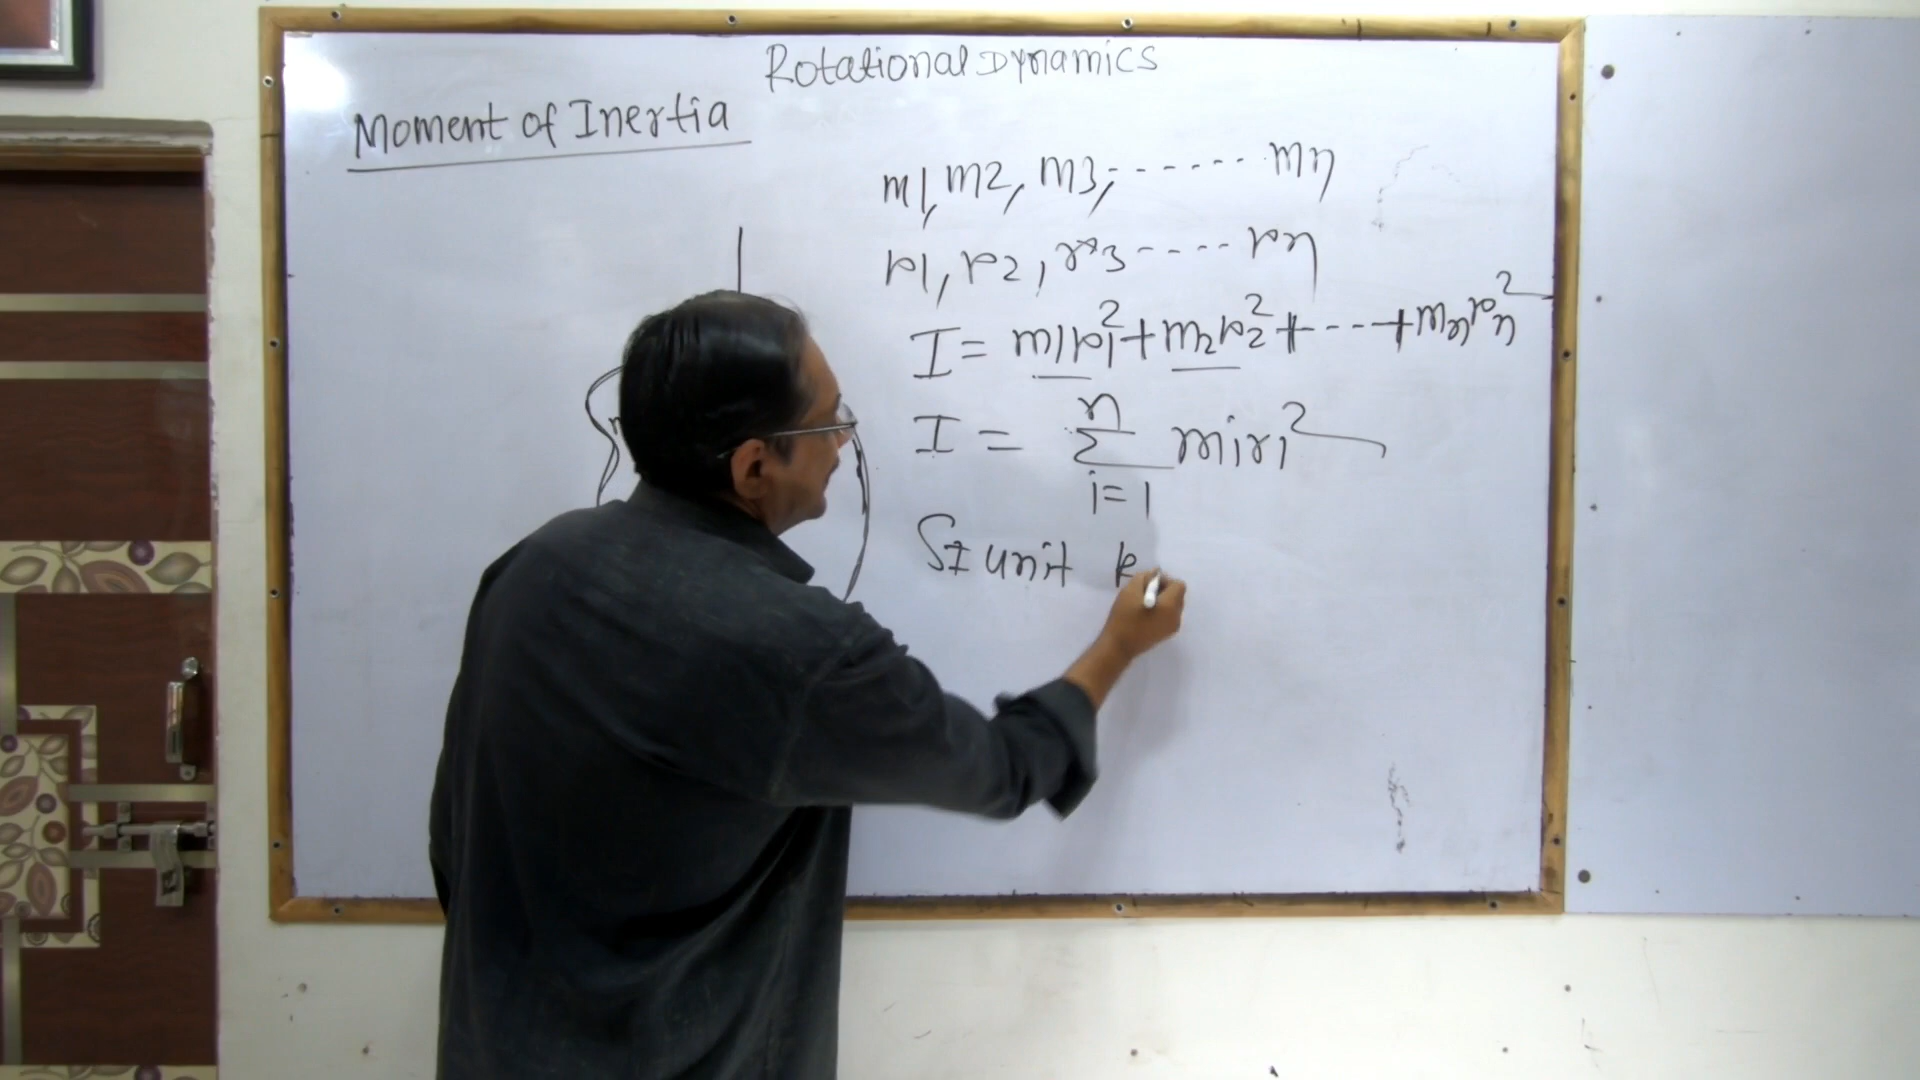 Rotational Dynamics
Moment of Inertia
m1, m2, m3, ...... mn
r1, r2, r3 .... rn
I = m1r1² + m2r2² + ... + mnrn²
I = n∑i=1 miri²
SI unit k